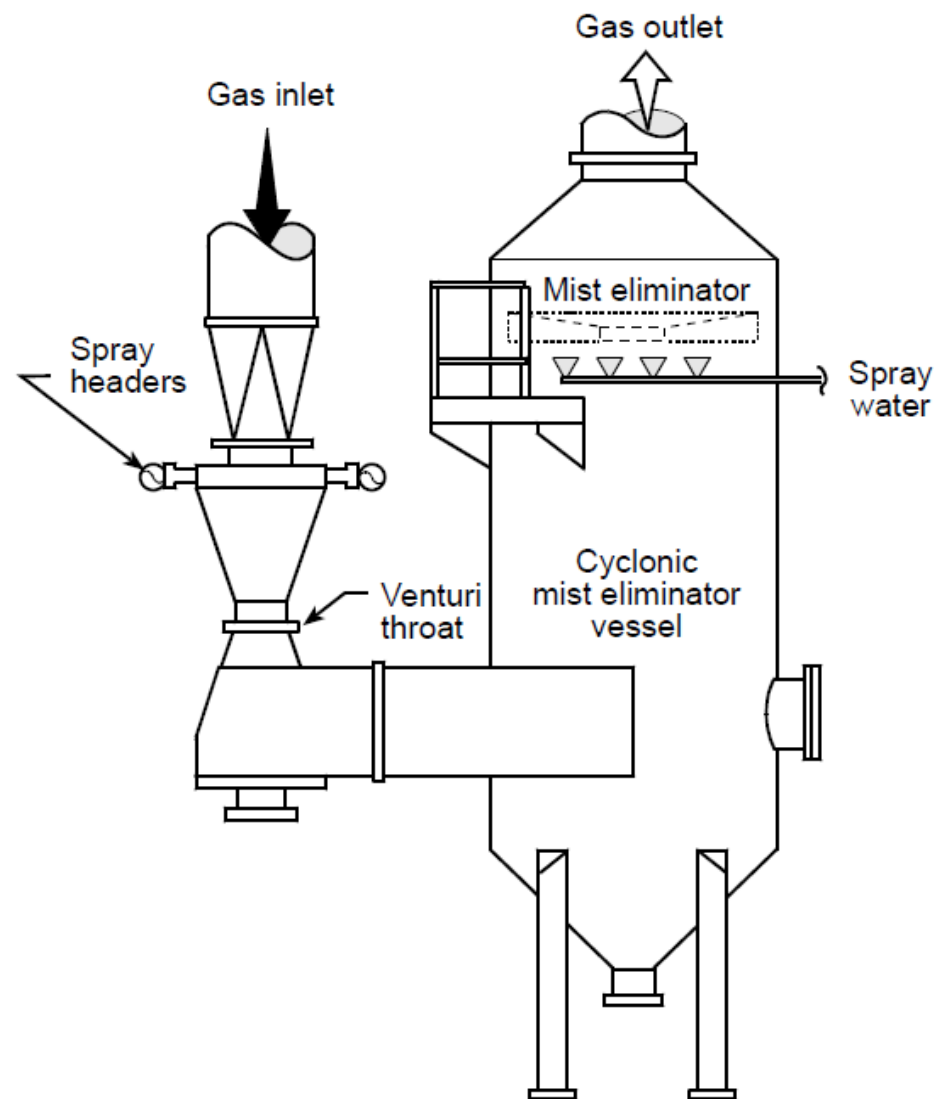 Gas outlet
Gas inlet
Mist eliminator
Spray
headers
Spray
water
Cyclonic
mist eliminator
vessel
Venturi
throat